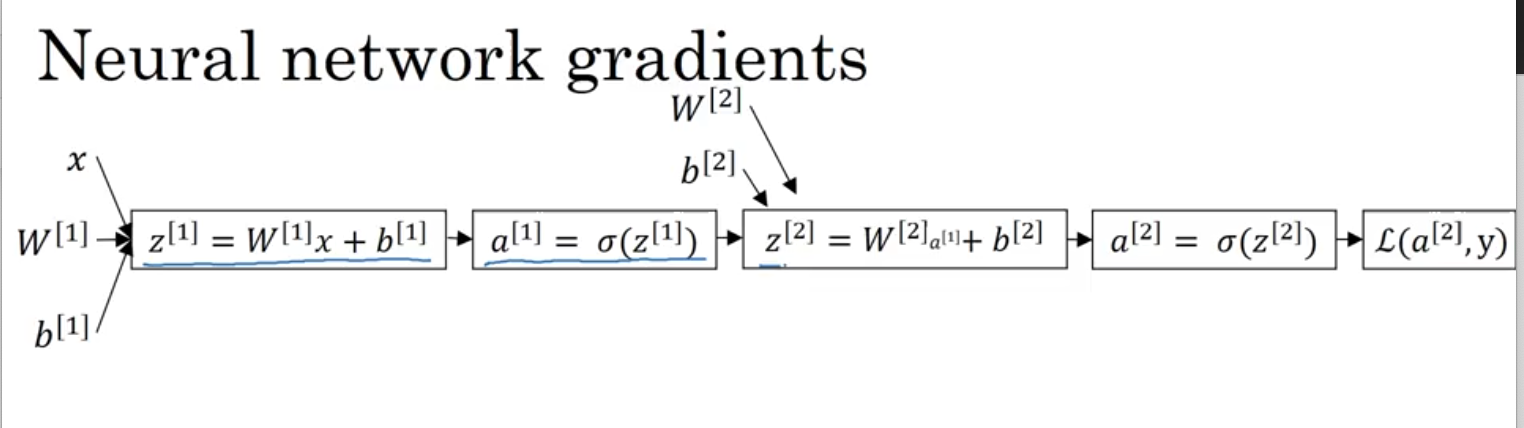 Neural network gradients
W^[2]
x
b^[2]
W^[1]
z^[1] = W^[1]x + b^[1]
a^[1] = σ(z^[1])
z^[2] = W^[2]a^[1] + b^[2]
a^[2] = σ(z^[2])
ℒ(a^[2], y)
b^[1]